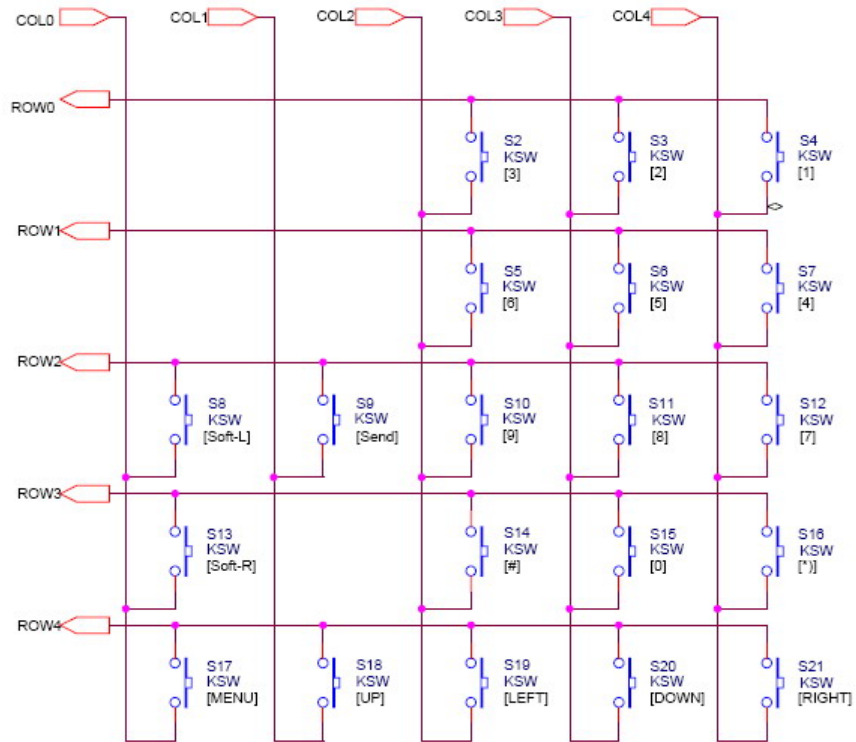 COL0 COL1 COL2 COL3 COL4
ROW0
S2 S3 S4
KSW KSW KSW
[3] [2] [1]
ROW1
S5 S6 S7
KSW KSW KSW
[6] [5] [4]
ROW2
S8 S9 S10 S11 S12
KSW KSW KSW KSW KSW
[Soft-L] [Send] [9] [8] [7]
ROW3
S13 S14 S15 S16
KSW KSW KSW KSW
[Soft-R] [#] [0] [*)]
ROW4
S17 S18 S19 S20 S21
KSW KSW KSW KSW KSW
[MENU] [UP] [LEFT] [DOWN] [RIGHT]